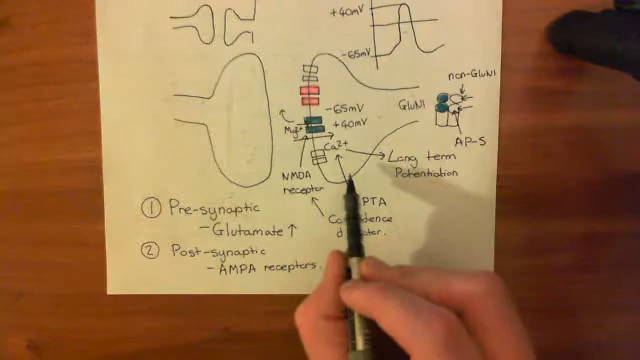 +40mV
-65mV
non-GluN1
GluN1
AP-5
-65mV
+40mV
Mg2+
Ca2+
Long term
Potentiation
NMDA
receptor
① Pre-synaptic
- Glutamate ↑
② Post-synaptic
- AMPA receptors.